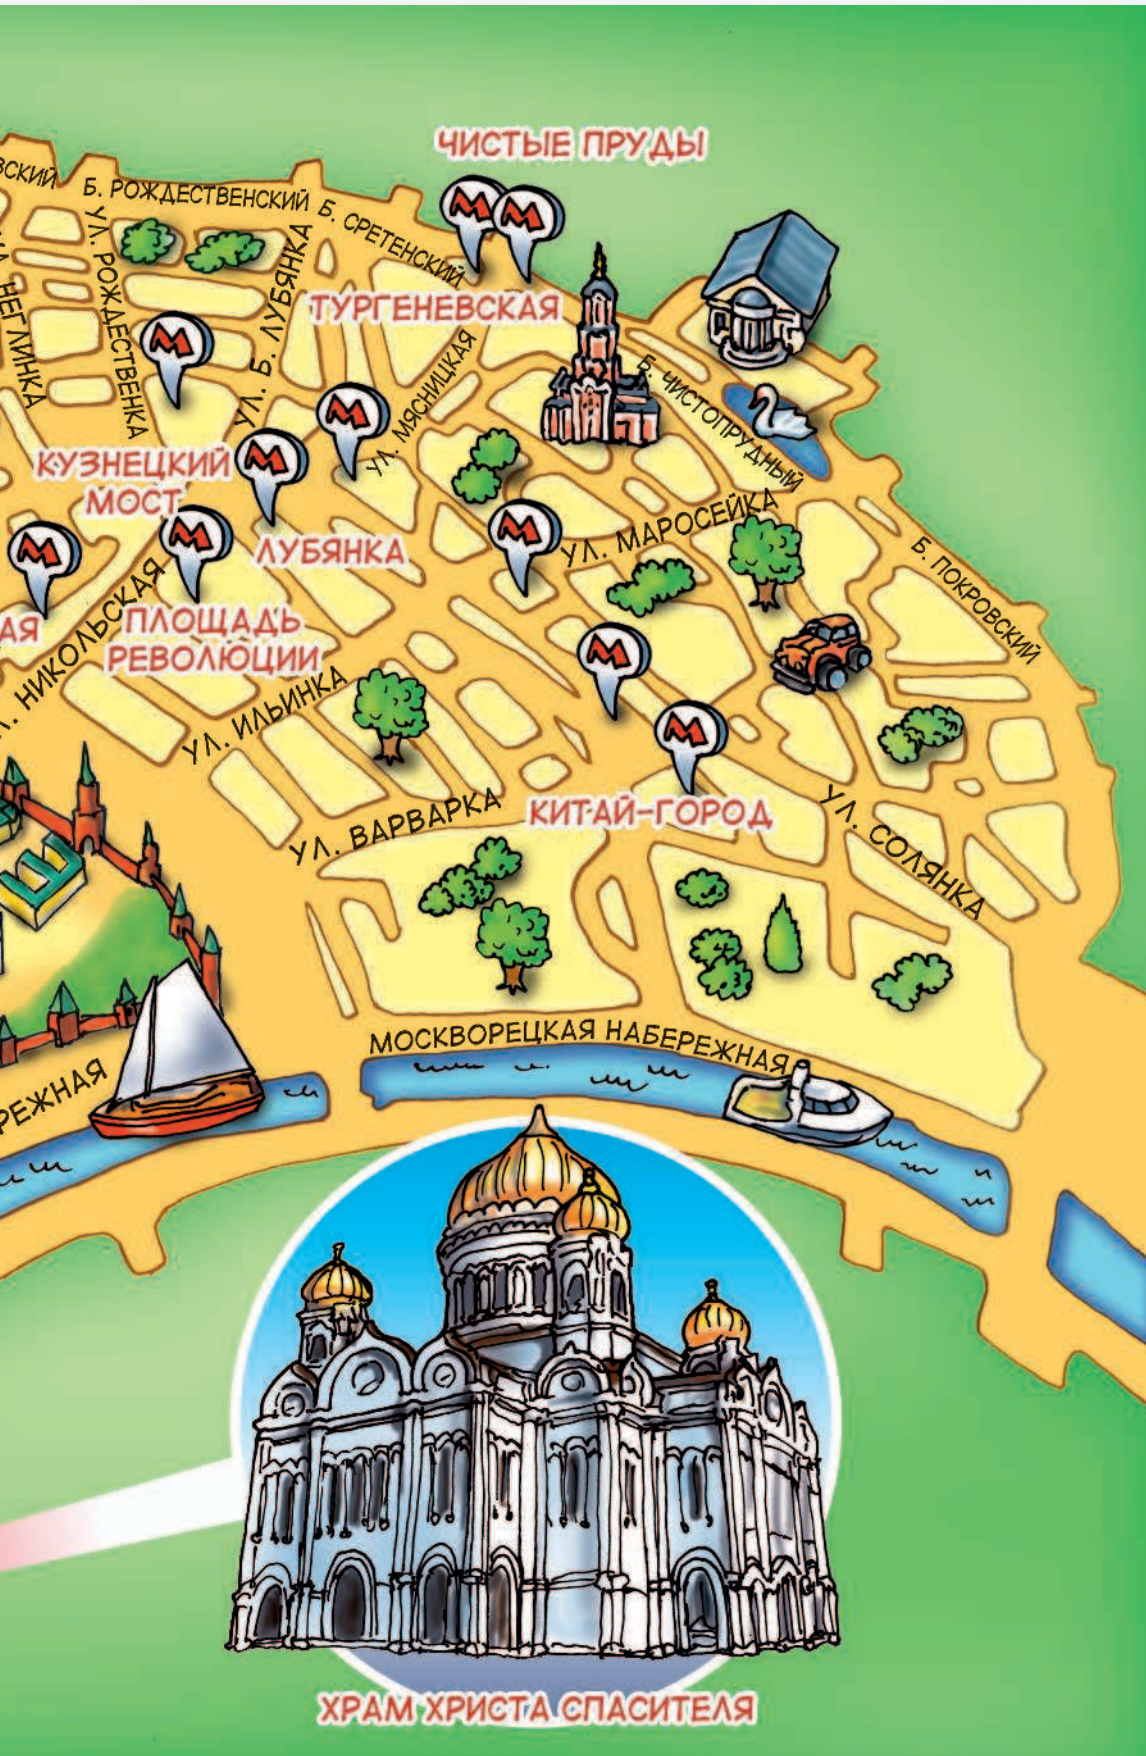 ЧИСТЫЕ ПРУДЫ
Б. РОЖДЕСТВЕНСКИЙ
Б. СРЕТЕНСКИЙ
УЛ. РОЖДЕСТВЕНКА
НЕГЛИНКА
УЛ. Б. ЛУБЯНКА
ТУРГЕНЕВСКАЯ
УЛ. МЯСНИЦКАЯ
Б. ЧИСТОПРУДНЫЙ
КУЗНЕЦКИЙ
МОСТ
ЛУБЯНКА
УЛ. МАРОСЕЙКА
Б. ПОКРОВСКИЙ
НИКОЛЬСКАЯ
ПЛОЩАДЬ
РЕВОЛЮЦИИ
УЛ. ИЛЬИНКА
УЛ. ВАРВАРКА
КИТАЙ-ГОРОД
УЛ. СОЛЯНКА
МОСКВОРЕЦКАЯ НАБЕРЕЖНАЯ
ХРАМ ХРИСТА СПАСИТЕЛЯ